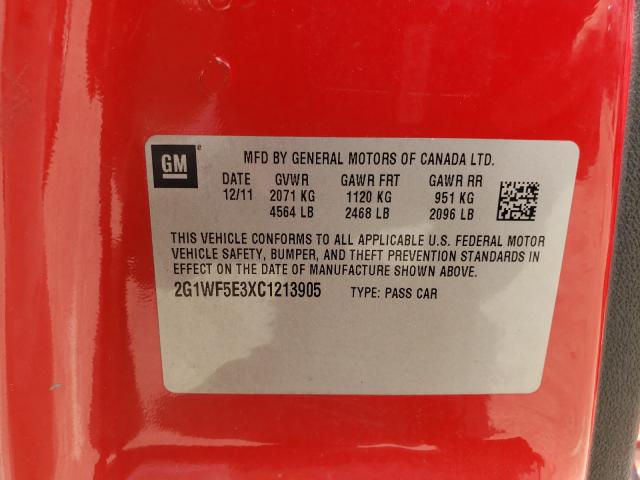 GM
MFD BY GENERAL MOTORS OF CANADA LTD.
DATE GVWR GAWR FRT GAWR RR
12/11 2071 KG 1120 KG 951 KG
4564 LB 2468 LB 2096 LB
THIS VEHICLE CONFORMS TO ALL APPLICABLE U.S. FEDERAL MOTOR
VEHICLE SAFETY, BUMPER, AND THEFT PREVENTION STANDARDS IN
EFFECT ON THE DATE OF MANUFACTURE SHOWN ABOVE.
2G1WF5E3XC1213905 TYPE: PASS CAR